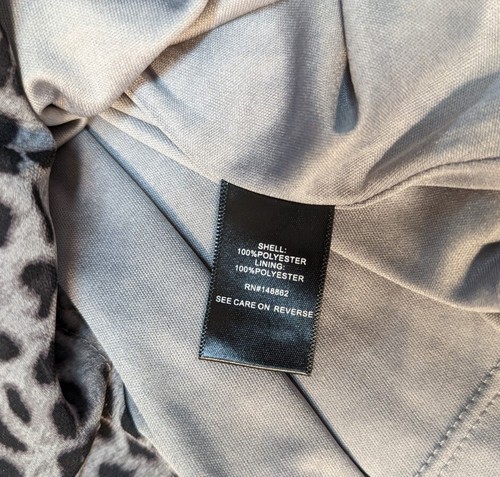 SHELL:
100%POLYESTER
LINING:
100%POLYESTER
RN#148882
SEE CARE ON REVERSE